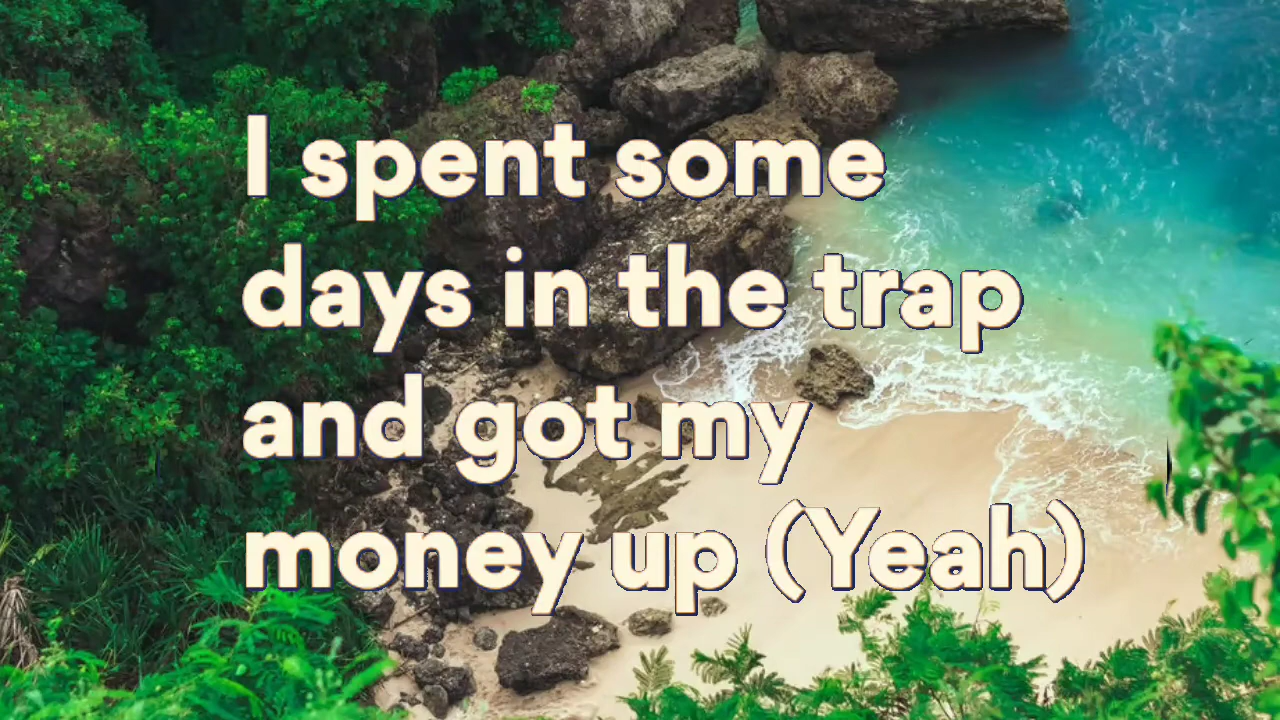 I spent some
days in the trap
and got my
money up (Yeah)